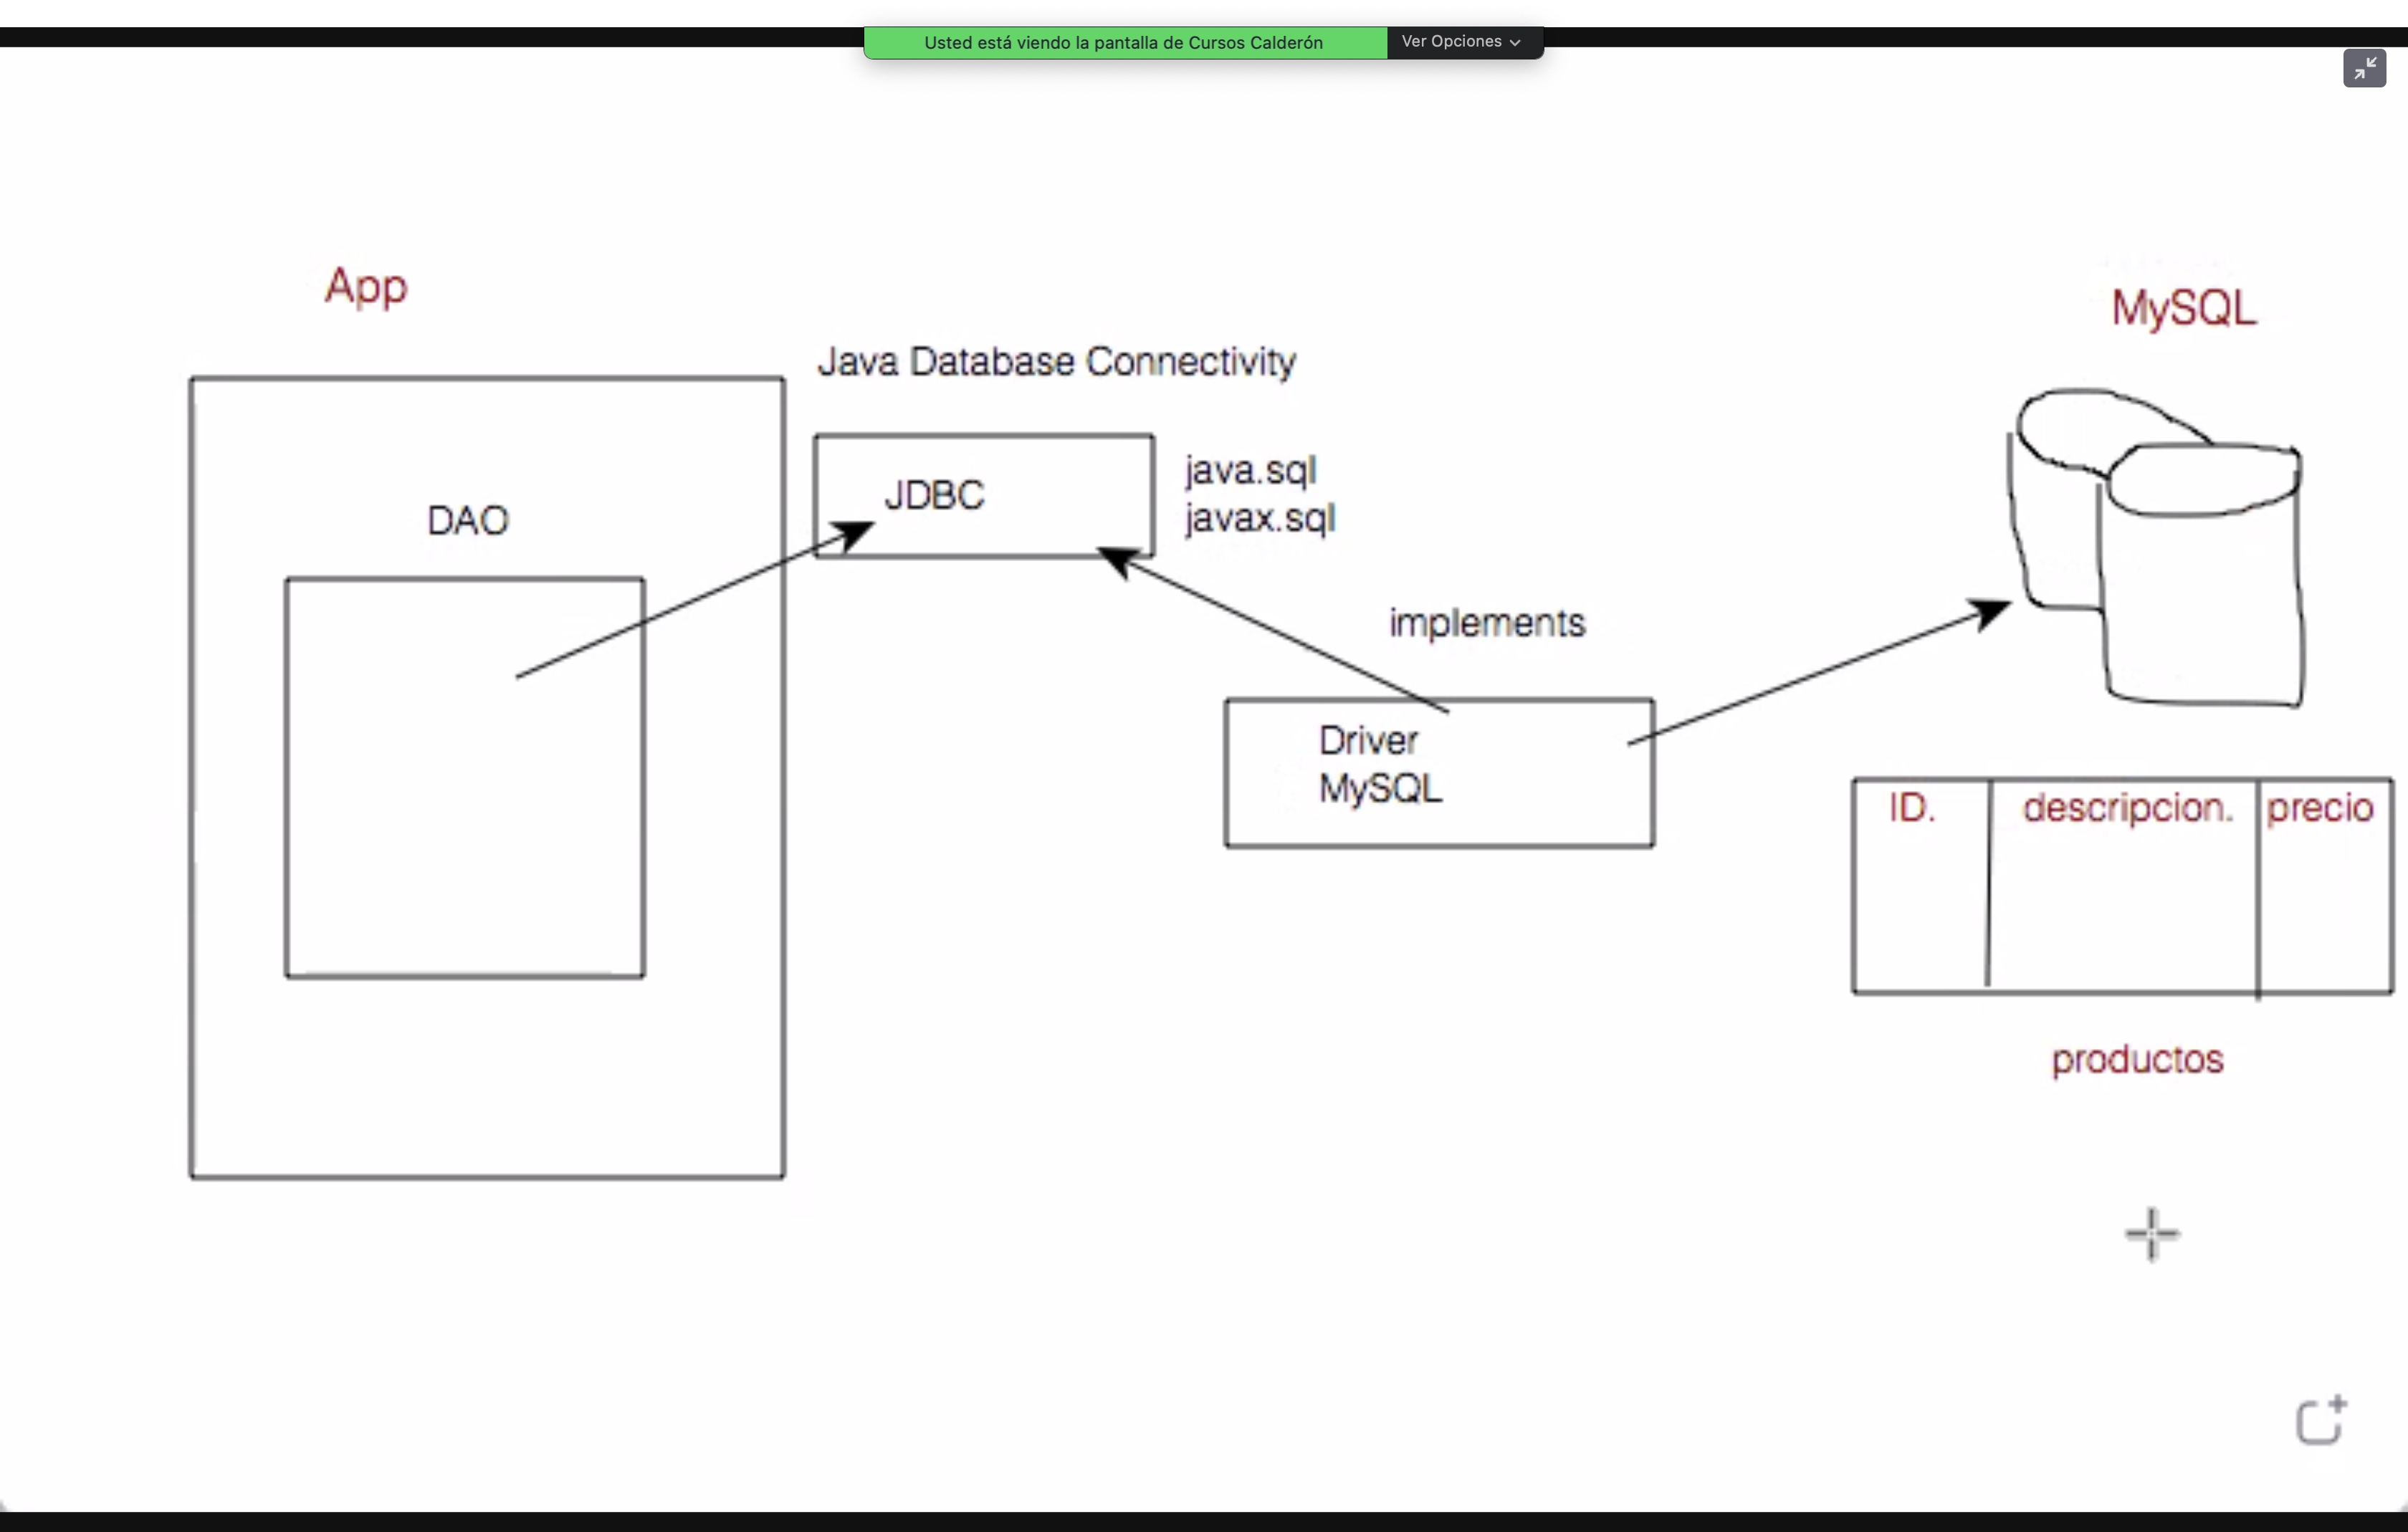 Usted está viendo la pantalla de Cursos Calderón
Ver Opciones
App
MySQL
Java Database Connectivity
JDBC
java.sql
javax.sql
DAO
implements
Driver
MySQL
ID.
descripcion.
precio
productos